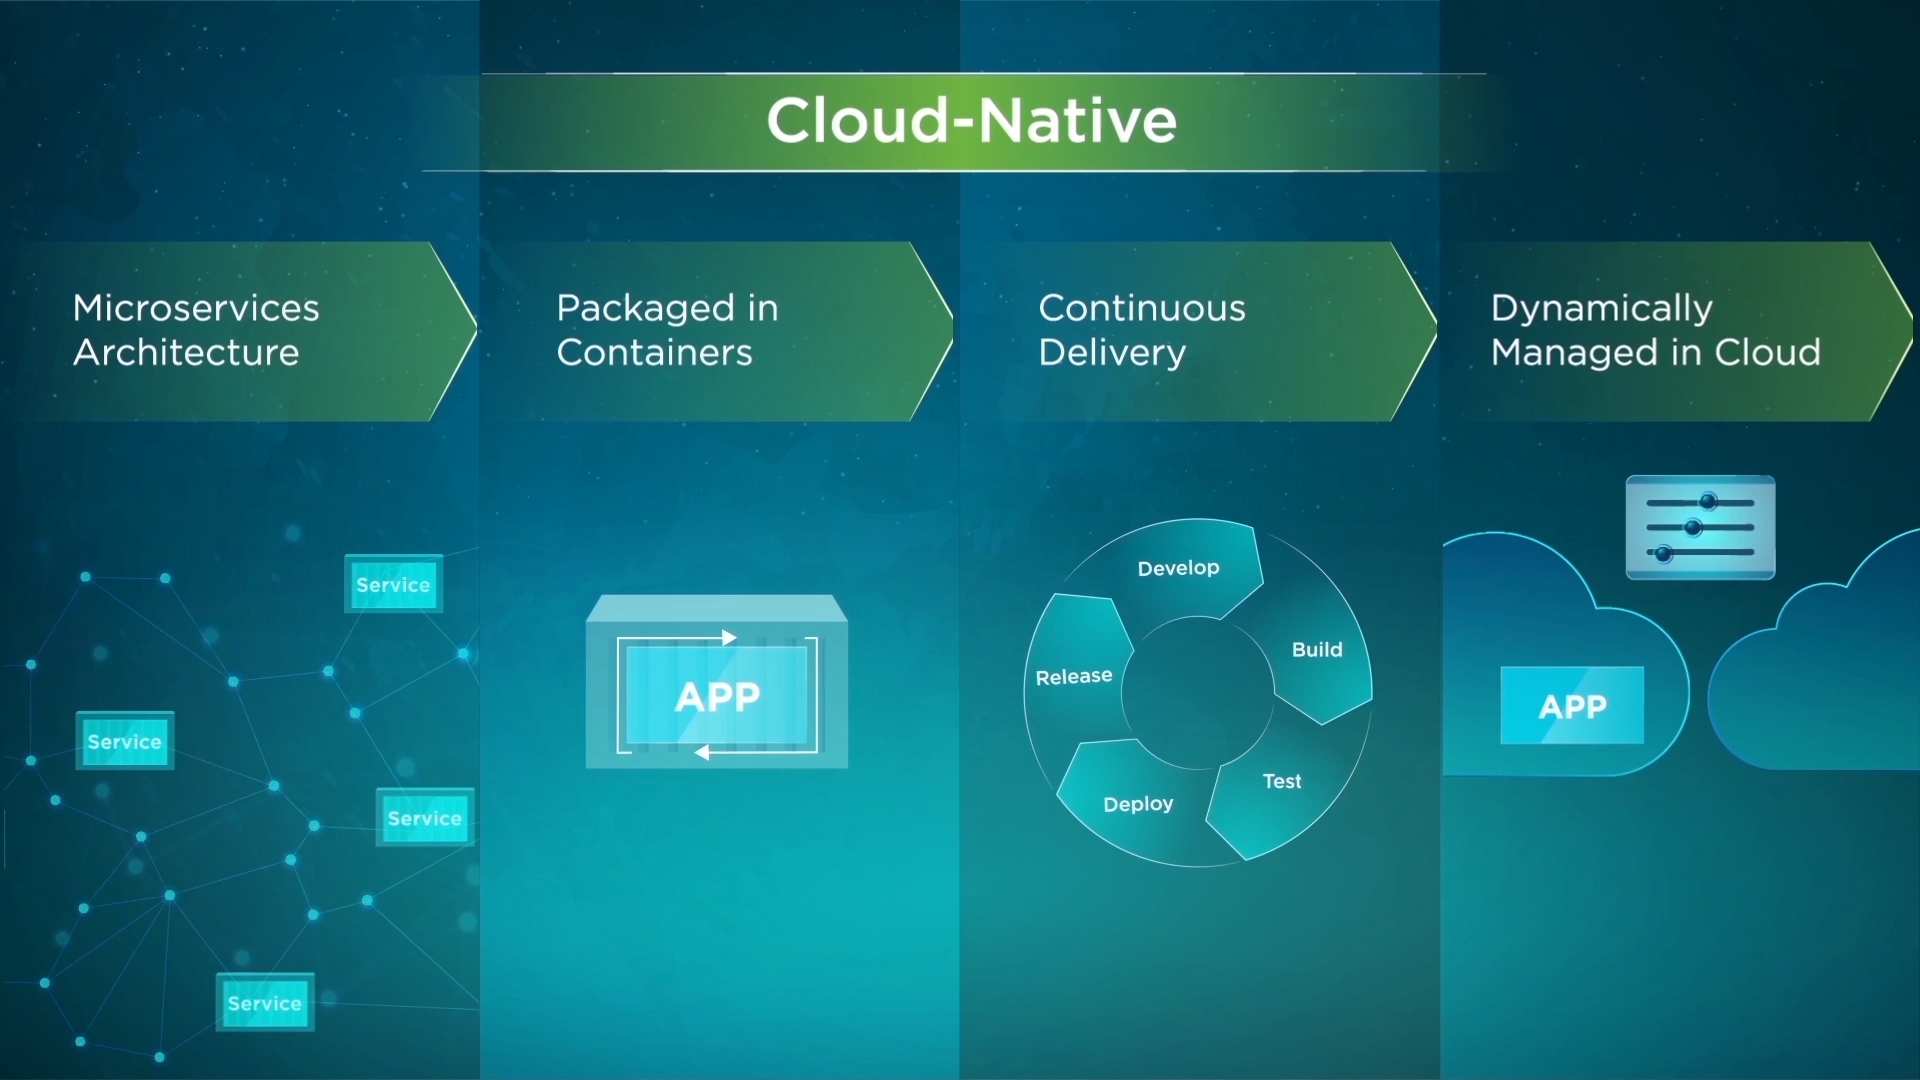 Cloud-Native
Microservices
Architecture
Service
Service
Service
Service
Packaged in
Containers
APP
Continuous
Delivery
Develop
Build
Test
Deploy
Release
Dynamically
Managed in Cloud
APP